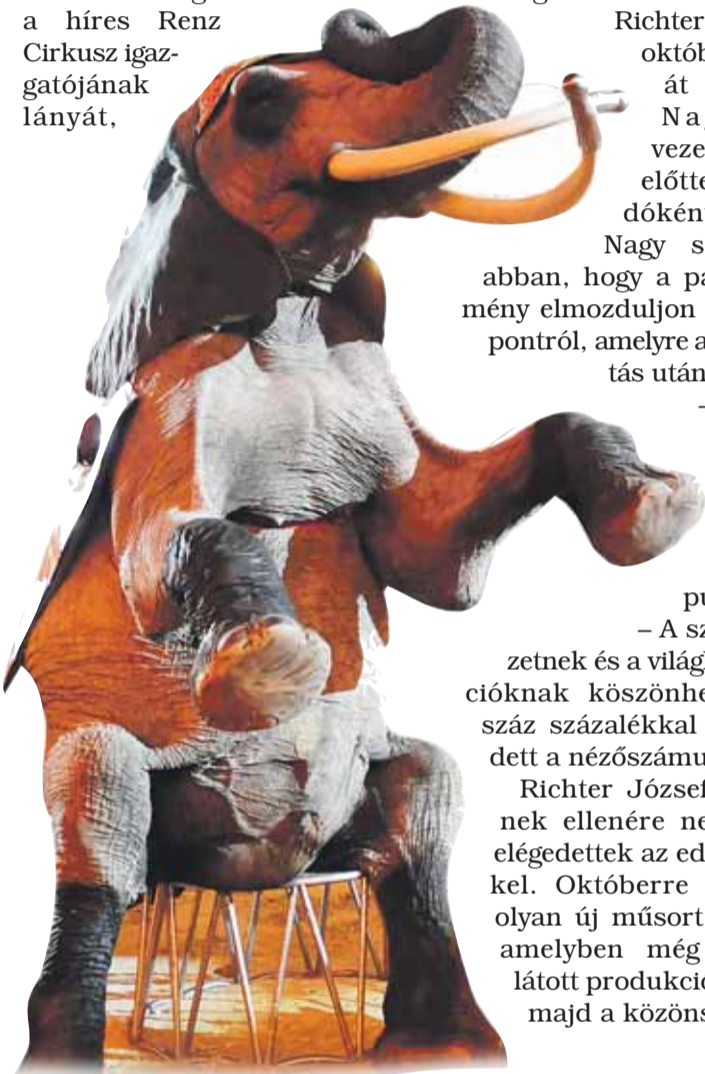 a híres Renz
Cirkusz igaz-
gatójának
lányát,
Richter
októb
át
Na
veze
előtte
dókén
Nagy s
abban, hogy a pa
mény elmozduljon
pontról, amelyre a
tás után
–
pu
– A sz
zetnek és a világ
cióknak köszönhe
száz százalékkal
dett a nézőszámu
Richter József
nek ellenére ne
elégedettek az ed
kel. Októberre
olyan új műsort
amelyben még
látott produkció
majd a közöns